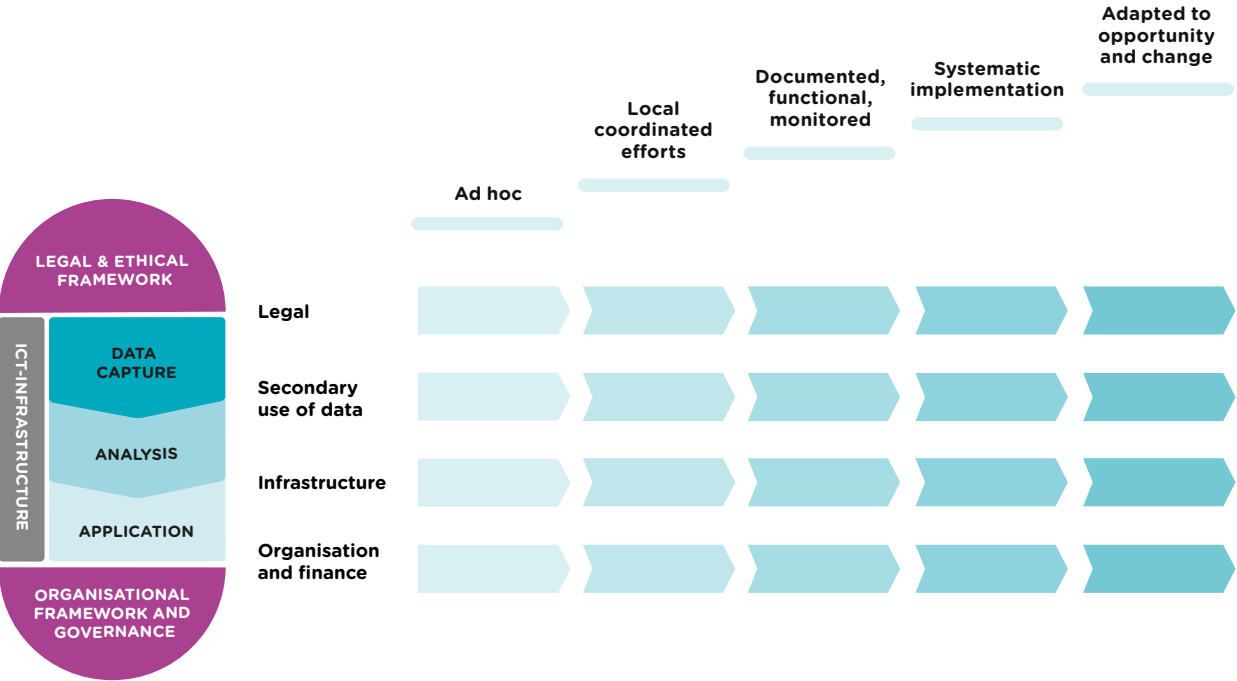 Adapted to
opportunity
and change
Systematic
implementation
Documented,
functional,
monitored
Local
coordinated
efforts
Ad hoc
LEGAL & ETHICAL
FRAMEWORK
ICT-INFRASTRUCTURE
DATA
CAPTURE
ANALYSIS
APPLICATION
ORGANISATIONAL
FRAMEWORK AND
GOVERNANCE
Legal
Secondary
use of data
Infrastructure
Organisation
and finance